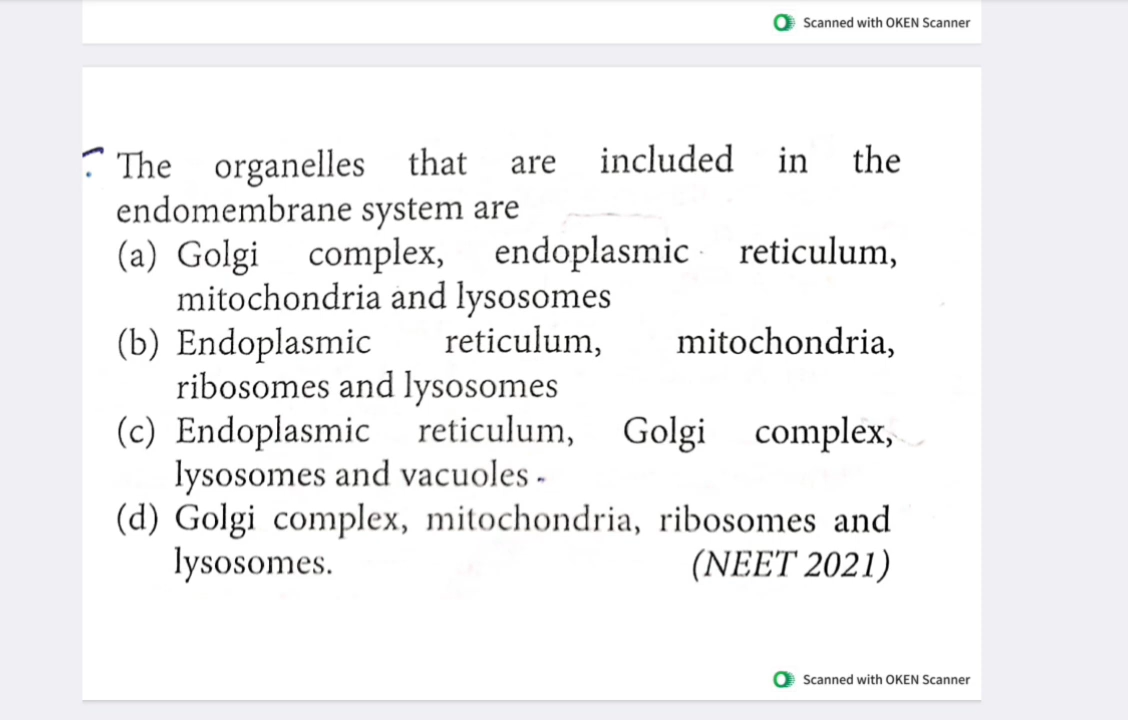 Scanned with OKEN Scanner
The organelles that are included in the
endomembrane system are
(a) Golgi complex, endoplasmic reticulum,
mitochondria and lysosomes
(b) Endoplasmic reticulum, mitochondria,
ribosomes and lysosomes
(c) Endoplasmic reticulum, Golgi complex,
lysosomes and vacuoles
(d) Golgi complex, mitochondria, ribosomes and
lysosomes. (NEET 2021)
Scanned with OKEN Scanner